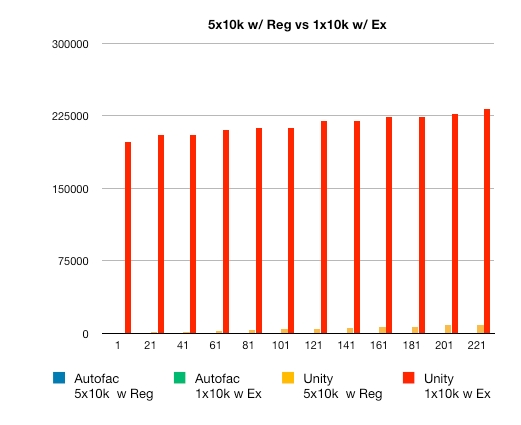 5x10k w/ Reg vs 1x10k w/ Ex
300000
225000
150000
75000
0
1 21 41 61 81 101 121 141 161 181 201 221
Autofac Autofac Unity Unity
5x10k w Reg 1x10k w Ex 5x10k w Reg 1x10k w Ex